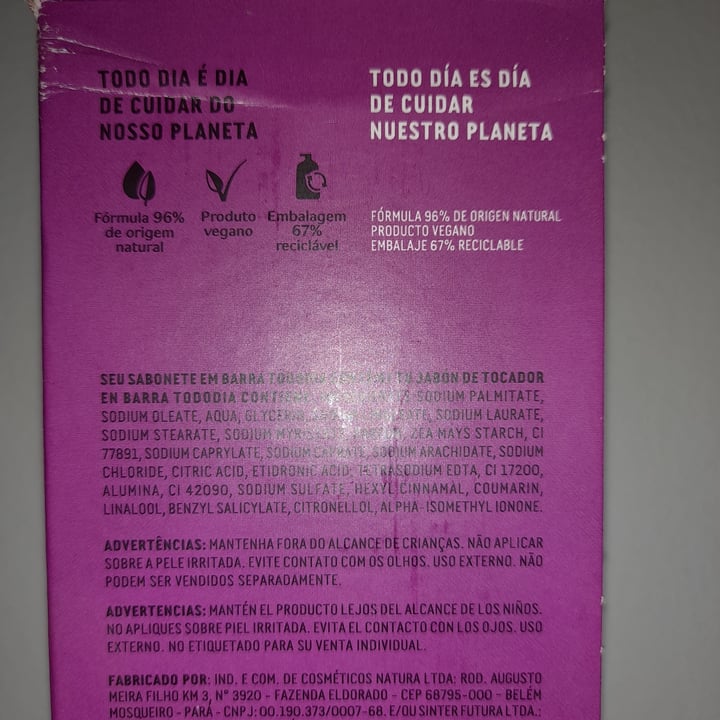 TODO DIA É DIA
DE CUIDAR DO
NOSSO PLANETA
Fórmula 96%
de origem
natural
Produto
vegano
Embalagem
67%
reciclável
TODO DÍA ES DÍA
DE CUIDAR
NUESTRO PLANETA
FÓRMULA 96% DE ORIGEN NATURAL
PRODUCTO VEGANO
EMBALAJE 67% RECICLABLE
SEU SABONETE EM BARRA TU JABON DE TOCADOR
EN BARRA TODODIA SODIUM PALMITATE,
SODIUM OLEATE, AQUA, SODIUM LAURATE,
SODIUM STEARATE, SODIUM ZEA MAYS STARCH, CI
77891, SODIUM CAPRYLATE, SODIUM SODIUM ARACHIDATE, SODIUM
CHLORIDE, CITRIC ACID, ETIDRONIC ACID, TETRASODIUM EDTA, CI 17200,
ALUMINA, CI 42090, SODIUM SULFATE, HEXYL CINNAMAL, COUMARIN,
LINALOOL, BENZYL SALICYLATE, CITRONELLOL, ALPHA-ISOMETHYL IONONE.
ADVERTÊNCIAS: MANTENHA FORA DO ALCANCE DE CRIANÇAS. NÃO APLICAR
SOBRE A PELE IRRITADA. EVITE CONTATO COM OS OLHOS. USO EXTERNO. NÃO
PODEM SER VENDIDOS SEPARADAMENTE.
ADVERTENCIAS: MANTÉN EL PRODUCTO LEJOS DEL ALCANCE DE LOS NIÑOS.
NO APLIQUES SOBRE PIEL IRRITADA. EVITA EL CONTACTO CON LOS OJOS. USO
EXTERNO. NO ETIQUETADO PARA SU VENTA INDIVIDUAL.
FABRICADO POR: IND. E COM. DE COSMÉTICOS NATURA LTDA: ROD. AUGUSTO
MEIRA FILHO KM 3, N° 3920 - FAZENDA ELDORADO - CEP 68795-000 - BELÉM
MOSQUEIRO - PARÁ - CNPJ: 00.190.373/0007-68. E/OU SINTER FUTURA LTDA.: